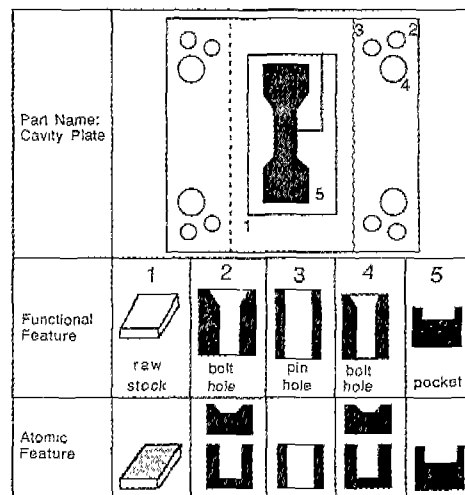 3 2
4
Part Name:
Cavity Plate
5
1
1 2 3 4 5
Functional
Feature
raw bolt pin bolt pocket
stock hole hole hole
Atomic
Feature